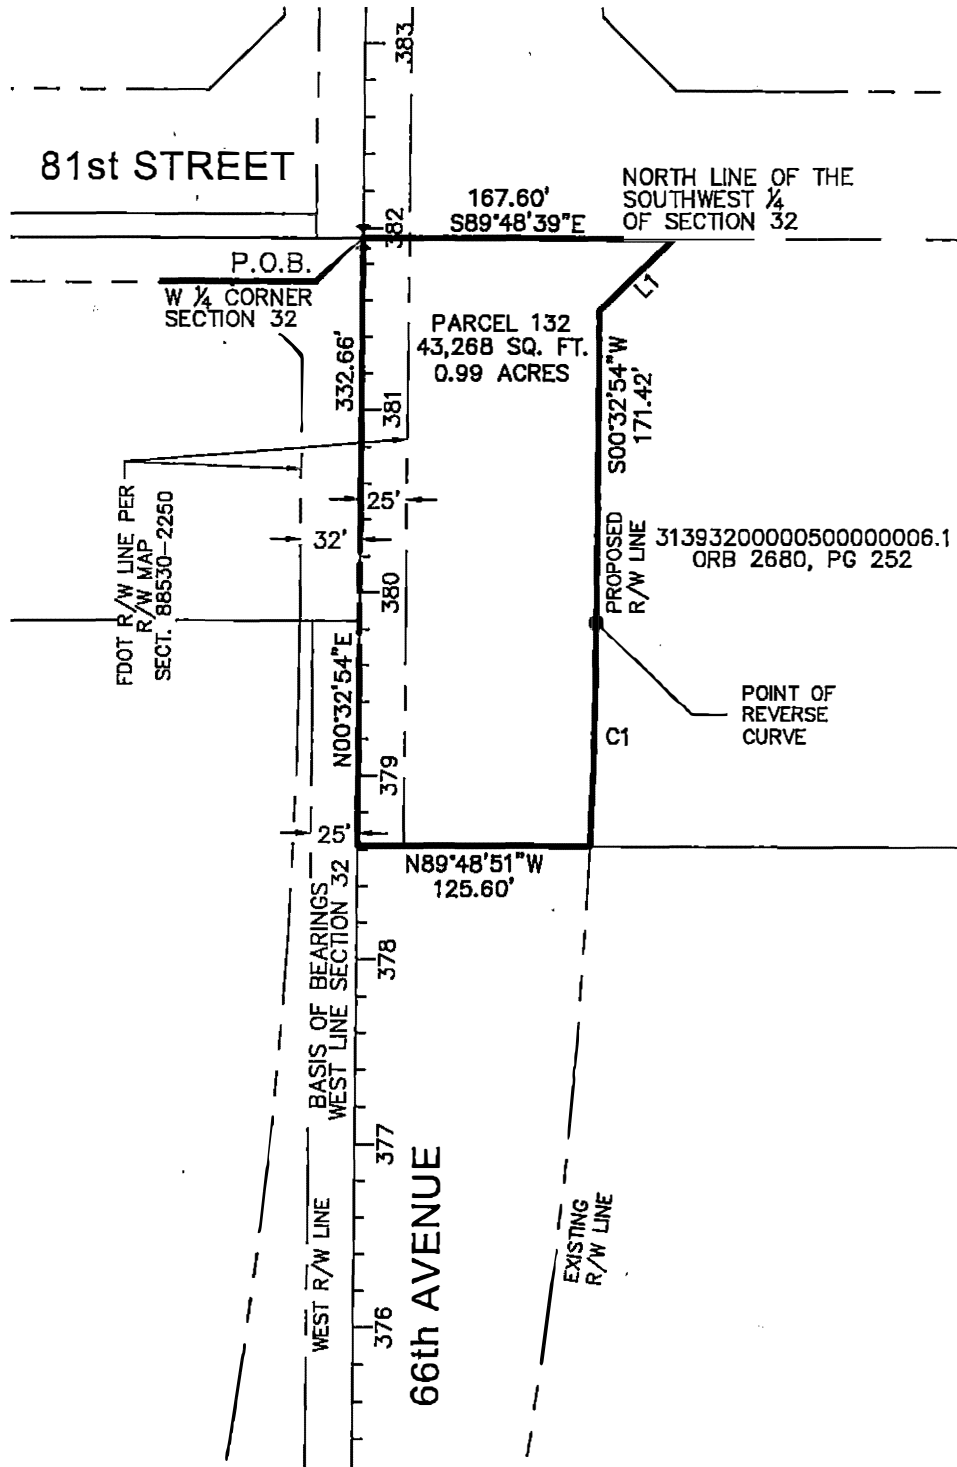 383
81st STREET
382
167.60'
S89°48'39"E
NORTH LINE OF THE
SOUTHWEST ¼
OF SECTION 32
P.O.B.
W ¼ CORNER
SECTION 32
L1
PARCEL 132
43,268 SQ. FT.
0.99 ACRES
332.66'
381
S00°32'54"W
171.42'
25'
32'
FDOT R/W LINE PER
R/W MAP
SECT. 88530-2250
380
PROPOSED
R/W LINE
31393200000500000006.1
ORB 2680, PG 252
N00°32'54"E
POINT OF
REVERSE
CURVE
C1
379
25'
N89°48'51"W
125.60'
BASIS OF BEARINGS
WEST LINE SECTION 32
378
377
66th AVENUE
WEST R/W LINE
EXISTING
R/W LINE
376